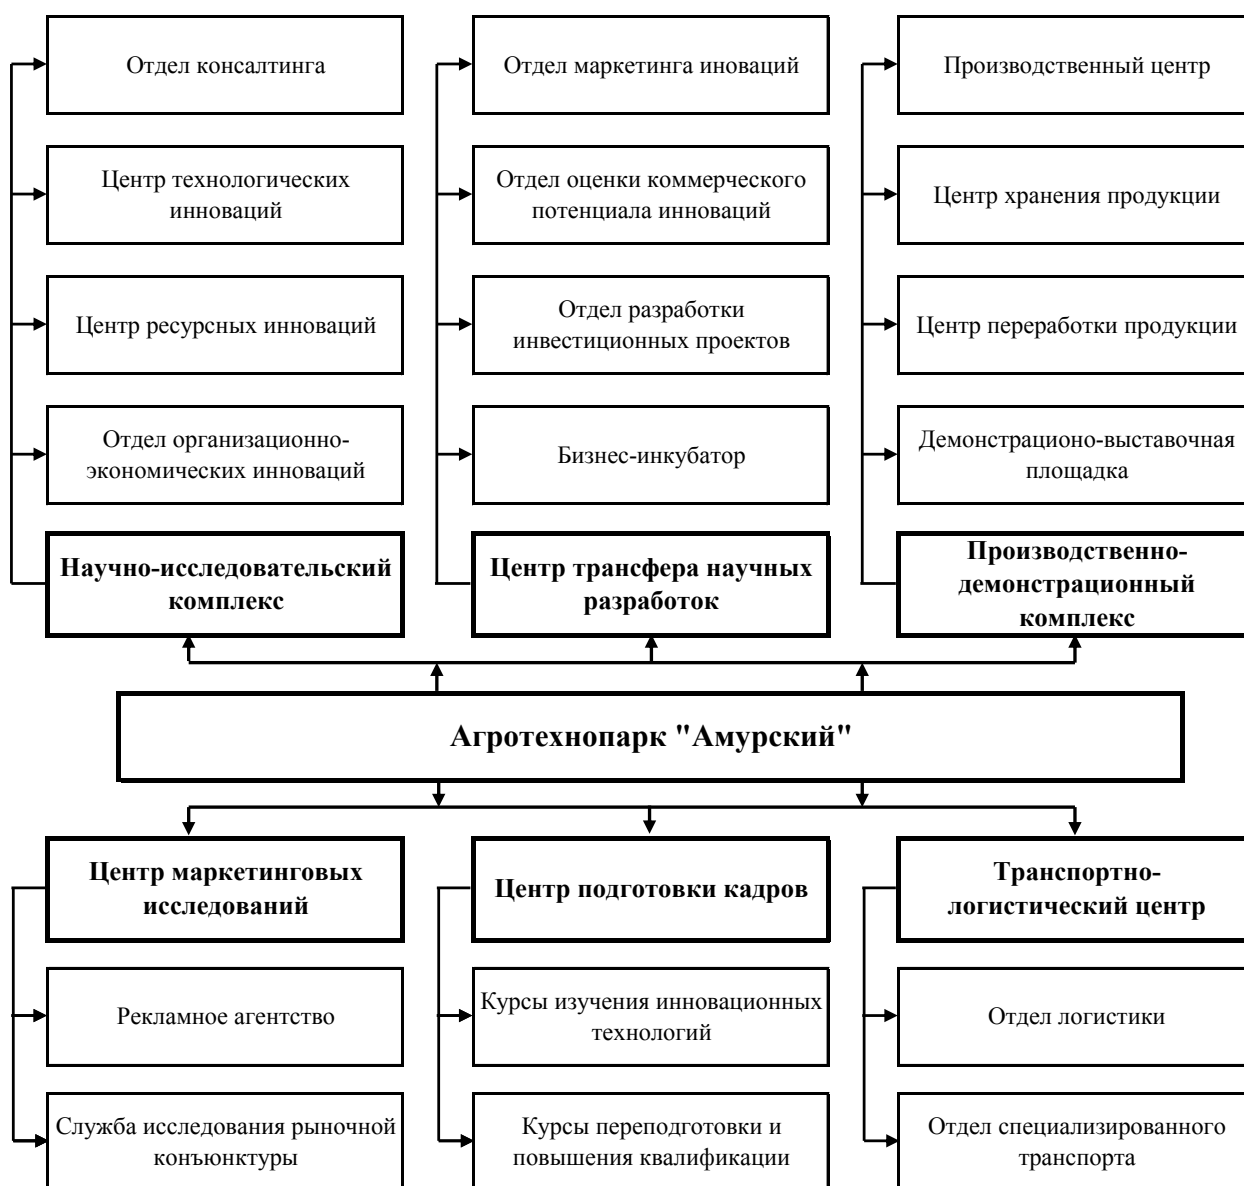 Отдел консалтинга
Отдел маркетинга иноваций
Производственный центр
Центр технологических
инноваций
Отдел оценки коммерческого
потенциала инноваций
Центр хранения продукции
Центр ресурсных инноваций
Отдел разработки
инвестиционных проектов
Центр переработки продукции
Отдел организационно-
экономических инноваций
Бизнес-инкубатор
Демонстрационо-выставочная
площадка
Научно-исследовательский
комплекс
Центр трансфера научных
разработок
Производственно-
демонстрационный
комплекс
Агротехнопарк "Амурский"
Центр маркетинговых
исследований
Центр подготовки кадров
Транспортно-
логистический центр
Рекламное агентство
Курсы изучения инновационных
технологий
Отдел логистики
Служба исследования рыночной
конъюнктуры
Курсы переподготовки и
повышения квалификации
Отдел специализированного
транспорта